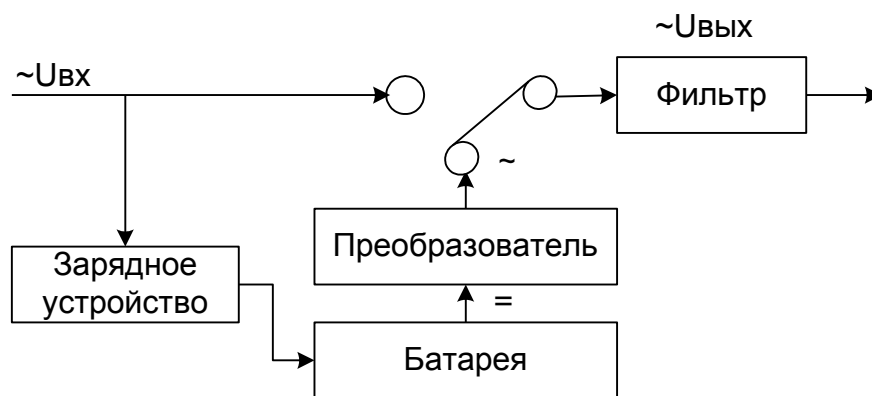 ~Uвых
~Uвх
Фильтр
~
Преобразователь
Зарядное
устройство
=
Батарея